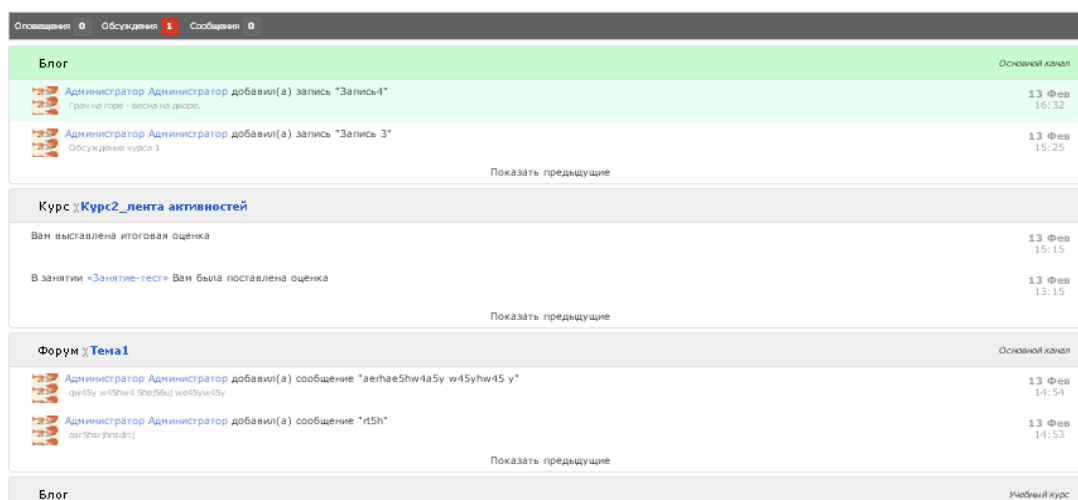 Оповещения 0 Обсуждения 1 Сообщения 0
Блог Основной канал
Администратор Администратор добавил(а) запись "Запись4" 13 Фев
Грач на горе - весна на дворе. 16:32
Администратор Администратор добавил(а) запись "Запись 3" 13 Фев
Обсуждение курса 1 15:25
Показать предыдущие
Курс Курс2_лента активностей
Вам выставлена итоговая оценка 13 Фев
15:15
В занятии «Занятие-тест» Вам была поставлена оценка 13 Фев
13:15
Показать предыдущие
Форум Тема1 Основной канал
Администратор Администратор добавил(а) сообщение "aerhae5hw4a5y w45yhw45 y" 13 Фев
qw45y w45hw4 5hej56uj we45yw45y 14:54
Администратор Администратор добавил(а) сообщение "rt5h" 13 Фев
asr5hsrjhnsdrtj 14:53
Показать предыдущие
Блог Учебный курс